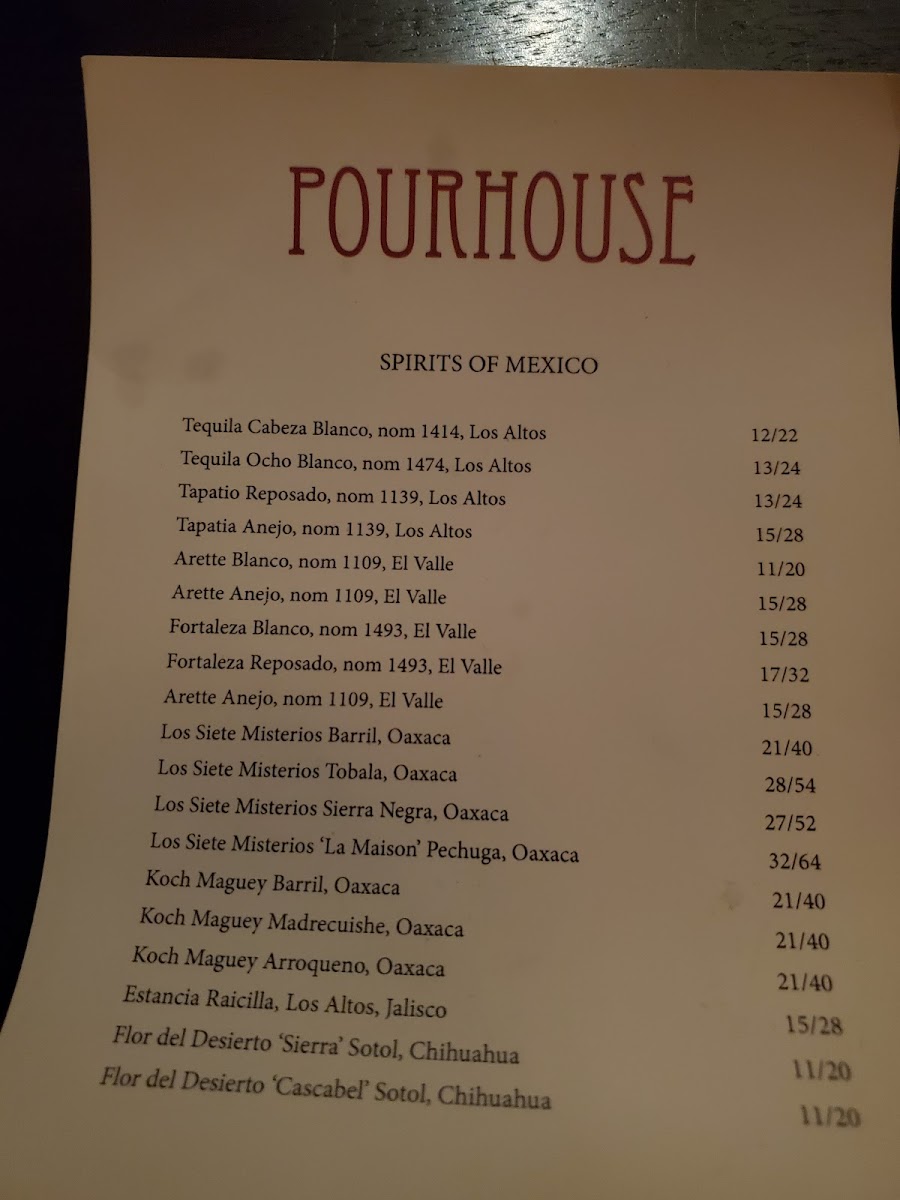 POURHOUSE
SPIRITS OF MEXICO
Tequila Cabeza Blanco, nom 1414, Los Altos 12/22
Tequila Ocho Blanco, nom 1474, Los Altos 13/24
Tapatio Reposado, nom 1139, Los Altos 13/24
Tapatia Anejo, nom 1139, Los Altos 15/28
Arette Blanco, nom 1109, El Valle 11/20
Arette Anejo, nom 1109, El Valle 15/28
Fortaleza Blanco, nom 1493, El Valle 15/28
Fortaleza Reposado, nom 1493, El Valle 17/32
Arette Anejo, nom 1109, El Valle 15/28
Los Siete Misterios Barril, Oaxaca 21/40
Los Siete Misterios Tobala, Oaxaca 28/54
Los Siete Misterios Sierra Negra, Oaxaca 27/52
Los Siete Misterios ‘La Maison’ Pechuga, Oaxaca 32/64
Koch Maguey Barril, Oaxaca 21/40
Koch Maguey Madrecuishe, Oaxaca 21/40
Koch Maguey Arroqueno, Oaxaca 21/40
Estancia Raicilla, Los Altos, Jalisco 15/28
Flor del Desierto ‘Sierra’ Sotol, Chihuahua 11/20
Flor del Desierto ‘Cascabel’ Sotol, Chihuahua 11/20